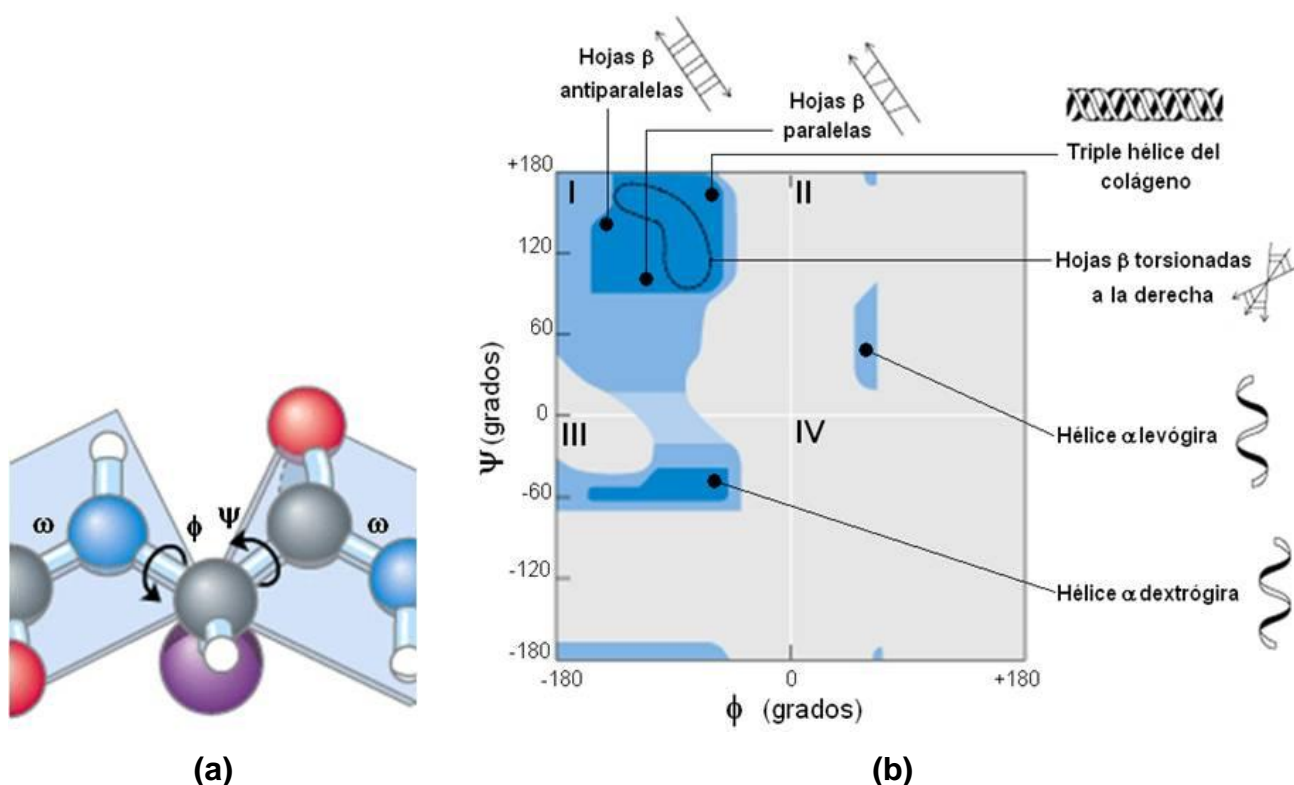 Hojas β
antiparalelas
Hojas β
paralelas
Triple hélice del
colágeno
Hojas β torsionadas
a la derecha
Hélice α levógira
Hélice α dextrógira
+180
120
60
0
-60
-120
-180
Ψ (grados)
I
II
III
IV
-180
0
+180
ϕ (grados)
ω
ϕ
Ψ
ω
(a)
(b)